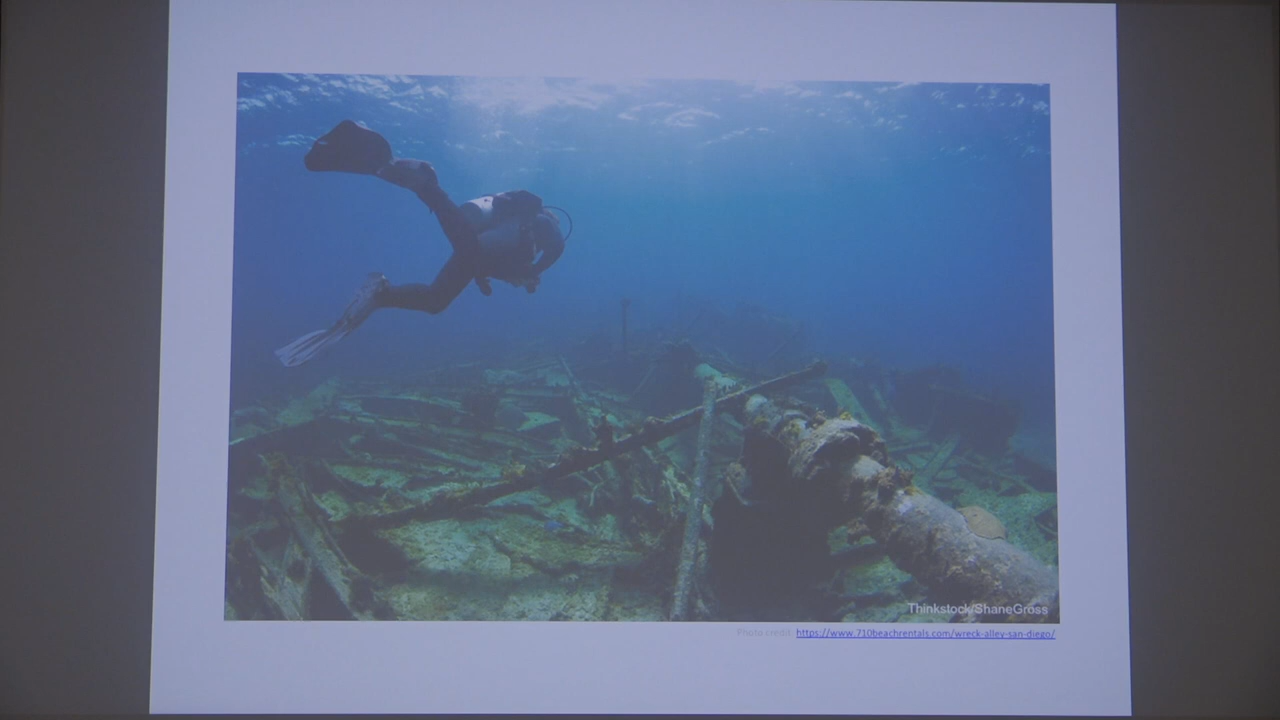 Thinkstock/ShaneGross
Photo credit: https://www.710beachrentals.com/wreck-alley-san-diego/